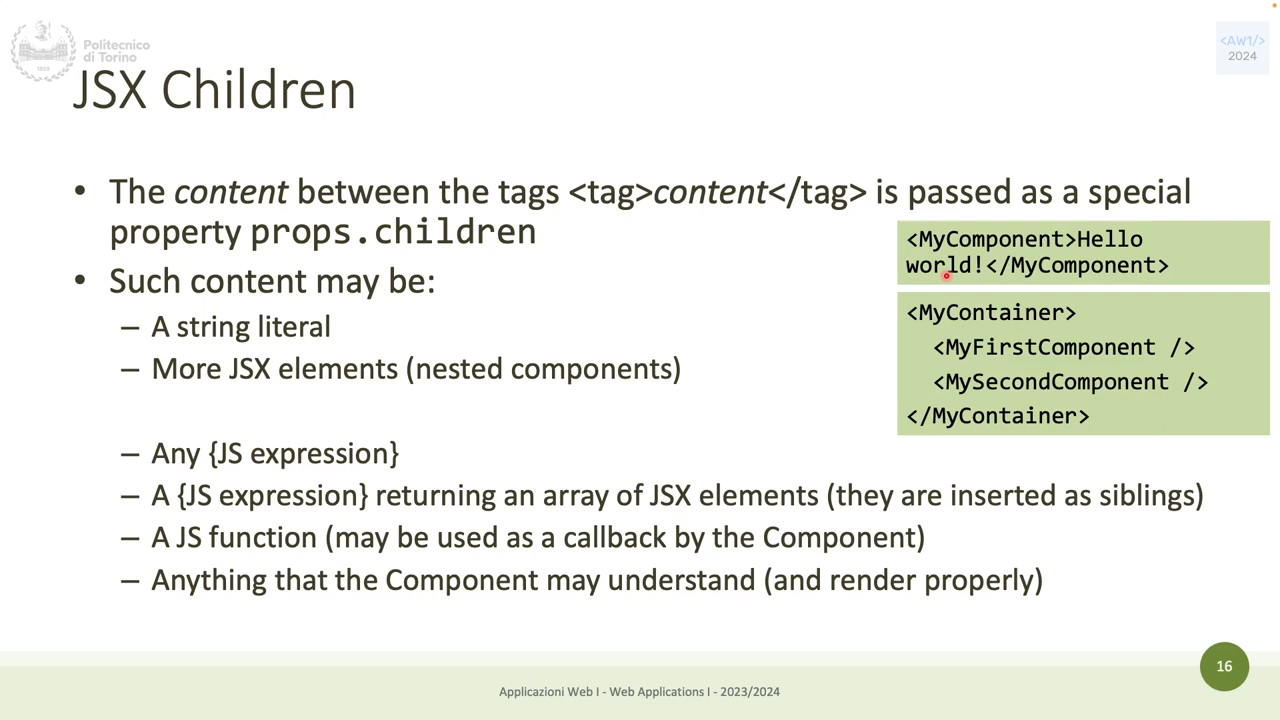 Politecnico
di Torino
<AW1/>
2024
JSX Children
• The content between the tags <tag>content</tag> is passed as a special
property props.children
<MyComponent>Hello
world!</MyComponent>
• Such content may be:
– A string literal
– More JSX elements (nested components)
<MyContainer>
<MyFirstComponent />
<MySecondComponent />
</MyContainer>
– Any {JS expression}
– A {JS expression} returning an array of JSX elements (they are inserted as siblings)
– A JS function (may be used as a callback by the Component)
– Anything that the Component may understand (and render properly)
16
Applicazioni Web I - Web Applications I - 2023/2024